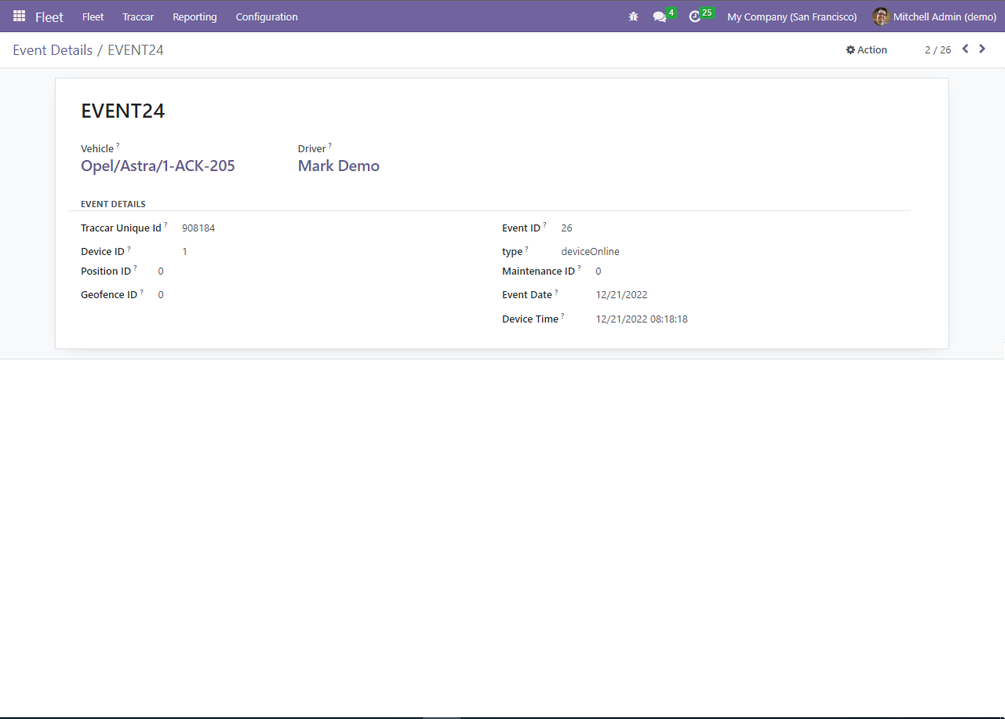 Fleet Fleet Traccar Reporting Configuration 4 25 My Company (San Francisco) Mitchell Admin (demo)
Event Details / EVENT24 Action 2 / 26
EVENT24
Vehicle ? Driver ?
Opel/Astra/1-ACK-205 Mark Demo
EVENT DETAILS
Traccar Unique Id ? 908184 Event ID ? 26
Device ID ? 1 type ? deviceOnline
Position ID ? 0 Maintenance ID ? 0
Geofence ID ? 0 Event Date ? 12/21/2022
Device Time ? 12/21/2022 08:18:18